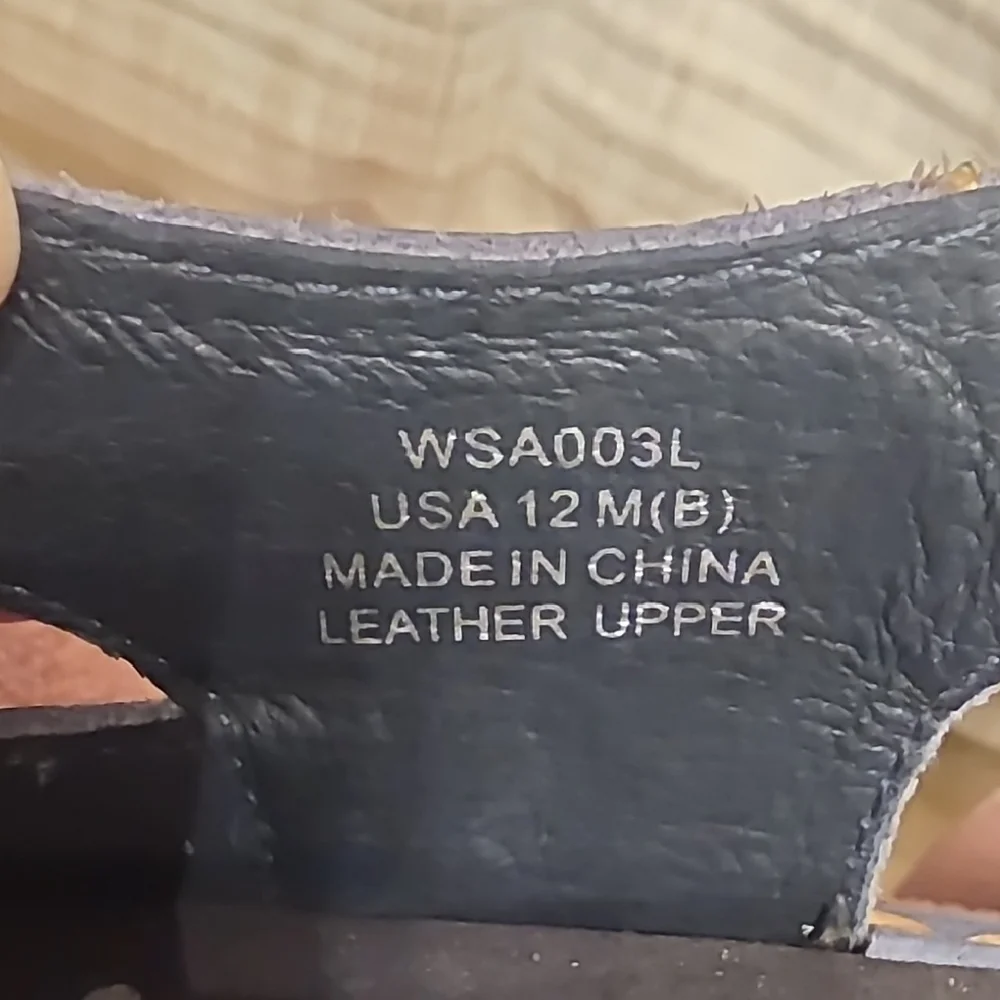 WSA003L
USA 12 M(B)
MADE IN CHINA
LEATHER UPPER